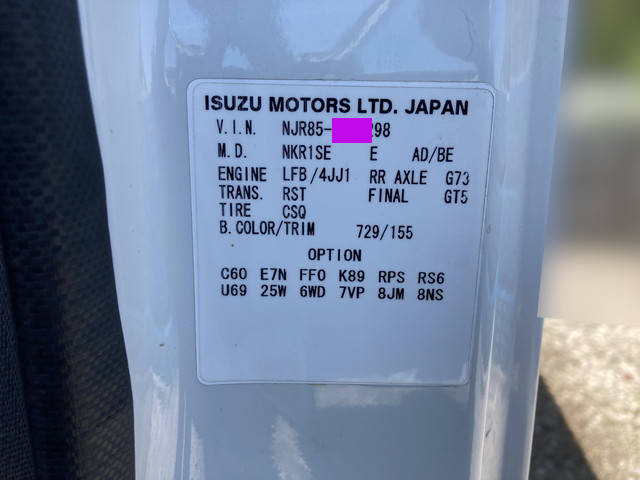 ISUZU MOTORS LTD. JAPAN
V.I.N. NJR85- 298
M.D. NKR1SE E AD/BE
ENGINE LFB/4JJ1 RR AXLE G73
TRANS. RST FINAL GT5
TIRE CSQ
B.COLOR/TRIM 729/155
OPTION
C60 E7N FF0 K89 RPS RS6
U69 25W 6WD 7VP 8JM 8NS